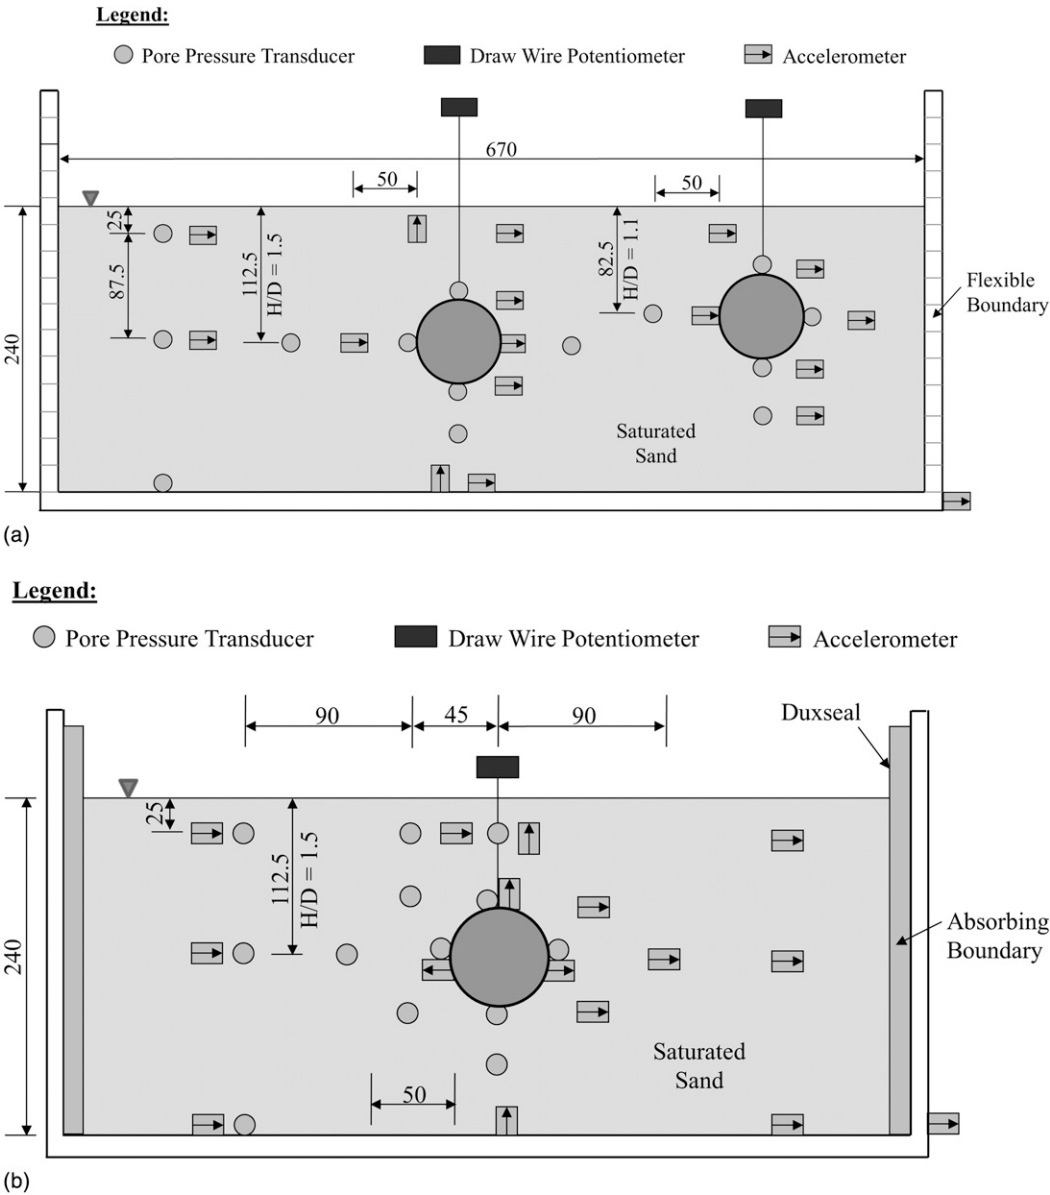 Legend:
Pore Pressure Transducer
Draw Wire Potentiometer
Accelerometer
670
50
50
25
87.5
112.5
H/D = 1.5
82.5
H/D = 1.1
240
Flexible
Boundary
Saturated
Sand
(a)
Legend:
Pore Pressure Transducer
Draw Wire Potentiometer
Accelerometer
90
45
90
Duxseal
25
112.5
H/D = 1.5
240
Absorbing
Boundary
Saturated
Sand
50
(b)